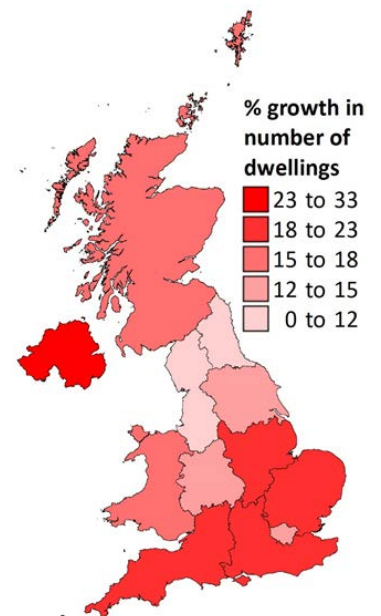 % growth in
number of
dwellings
23 to 33
18 to 23
15 to 18
12 to 15
0 to 12